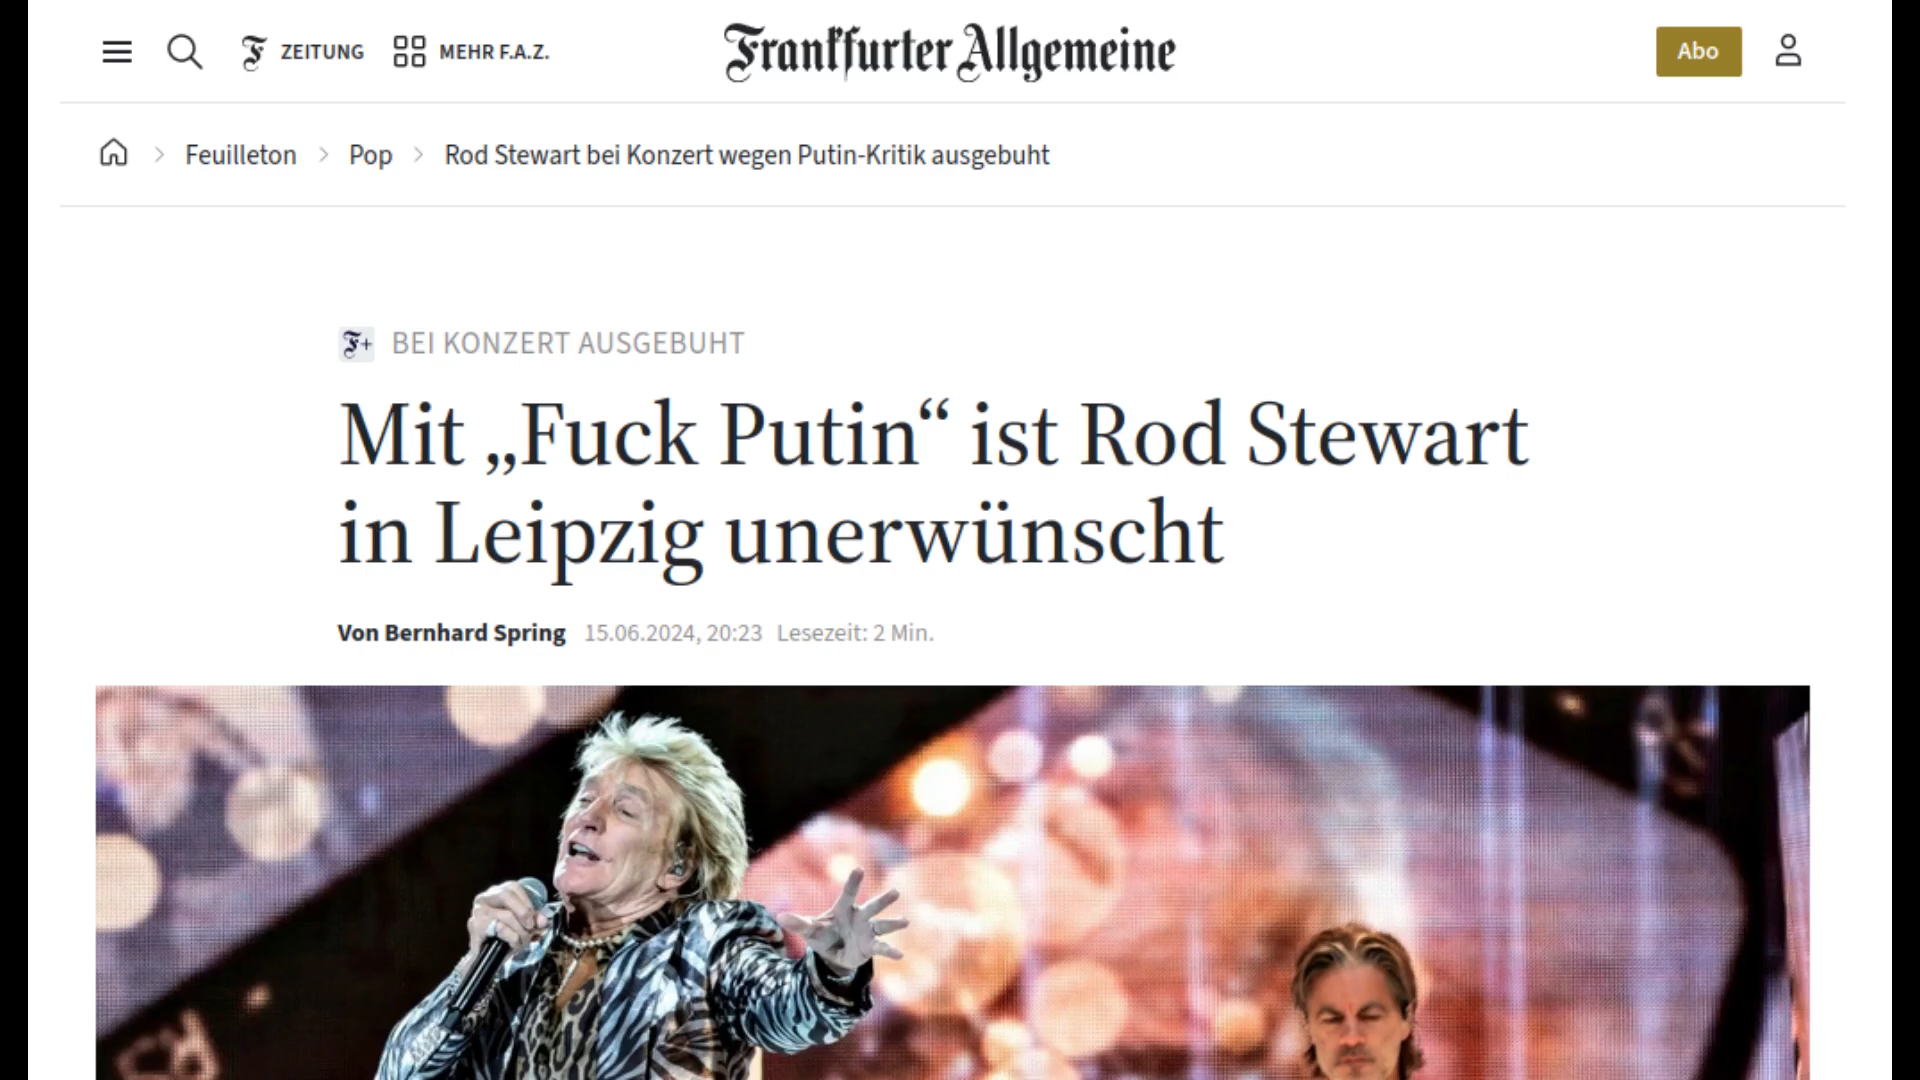 ZEITUNG
MEHR F.A.Z.
Frankfurter Allgemeine
Abo
Feuilleton
Pop
Rod Stewart bei Konzert wegen Putin-Kritik ausgebuht
F+ BEI KONZERT AUSGEBUHT
Mit „Fuck Putin“ ist Rod Stewart
in Leipzig unerwünscht
Von Bernhard Spring 15.06.2024, 20:23 Lesezeit: 2 Min.